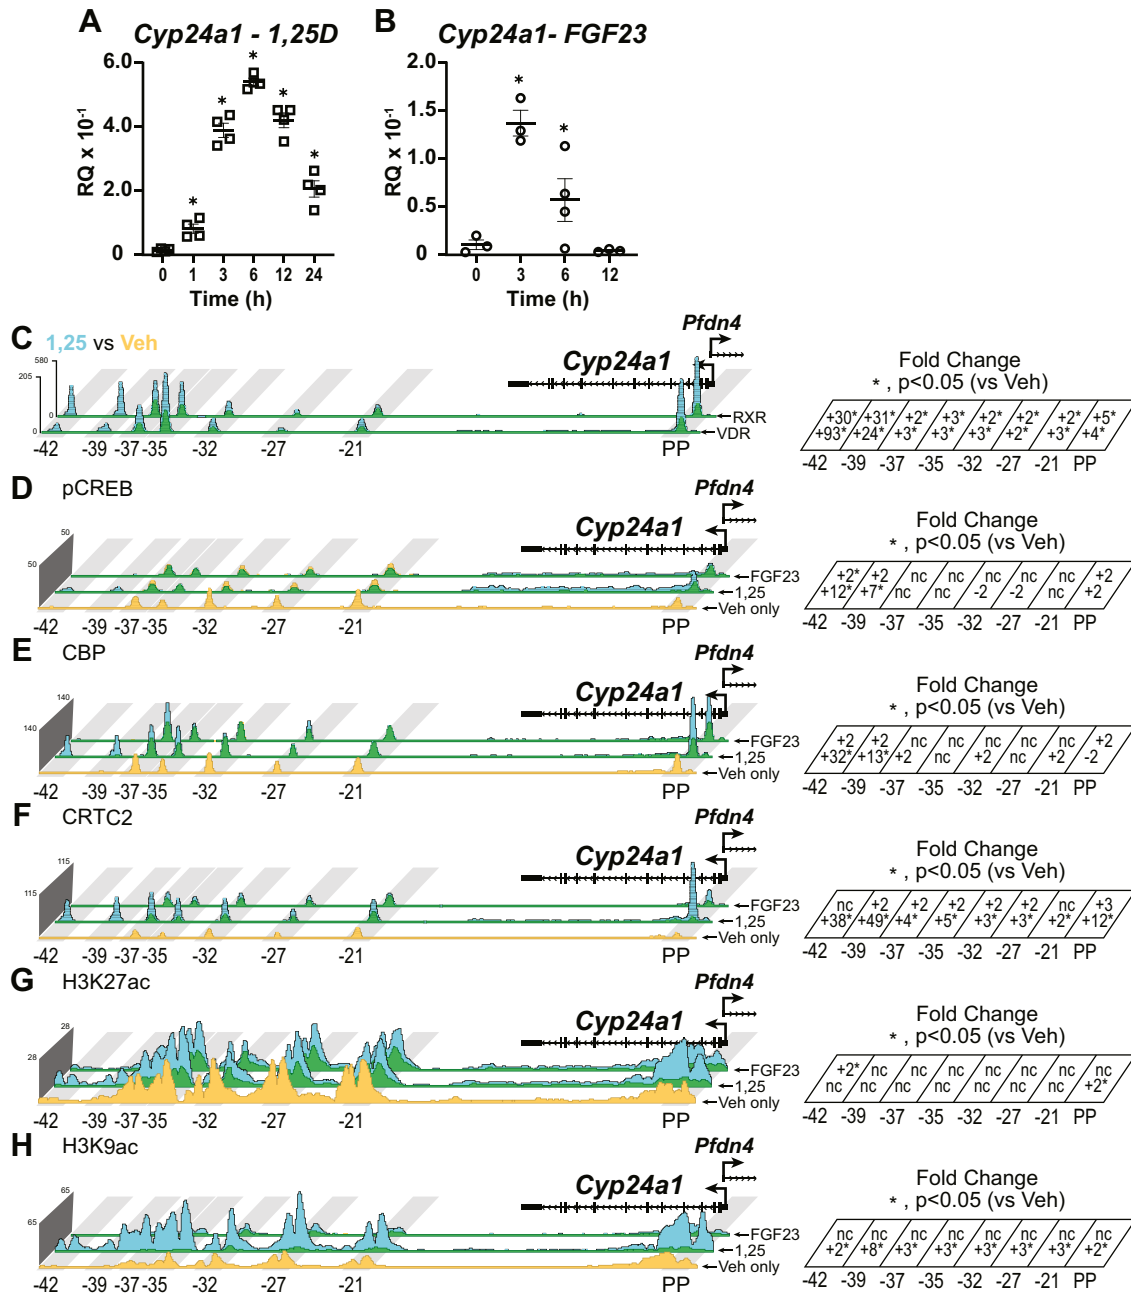 A
Cyp24a1 - 1,25D
RQ x 10-1
6.0
4.0
2.0
0
* * * * *
0 1 3 6 12 24
Time (h)
B
Cyp24a1- FGF23
RQ x 10-1
2.0
1.5
1.0
0.5
0
* *
0 3 6 12
Time (h)
C 1,25 vs Veh
Pfdn4
Cyp24a1
580
205
0
0
RXR
VDR
-42 -39 -37 -35 -32 -27 -21 PP
Fold Change
* , p<0.05 (vs Veh)
+30* +31* +2* +3* +2* +2* +2* +5*
+93* +24* +3* +3* +3* +2* +3* +4*
-42 -39 -37 -35 -32 -27 -21 PP
D pCREB
Pfdn4
Cyp24a1
50
50
FGF23
1,25
Veh only
-42 -39 -37 -35 -32 -27 -21 PP
Fold Change
* , p<0.05 (vs Veh)
+2* +2 nc nc nc nc nc +2
+12* +7* nc nc -2 -2 nc +2
-42 -39 -37 -35 -32 -27 -21 PP
E CBP
Pfdn4
Cyp24a1
140
140
FGF23
1,25
Veh only
-42 -39 -37 -35 -32 -27 -21 PP
Fold Change
* , p<0.05 (vs Veh)
+2 +2 nc nc nc nc nc +2
+32* +13* +2 nc +2 nc +2 -2
-42 -39 -37 -35 -32 -27 -21 PP
F CRTC2
Pfdn4
Cyp24a1
115
115
FGF23
1,25
Veh only
-42 -39 -37 -35 -32 -27 -21 PP
Fold Change
* , p<0.05 (vs Veh)
nc +2 +2 +2 +2 +2 nc +3
+38* +49* +4* +5* +3* +3* +2* +12*
-42 -39 -37 -35 -32 -27 -21 PP
G H3K27ac
Pfdn4
Cyp24a1
28
28
FGF23
1,25
Veh only
-42 -39 -37 -35 -32 -27 -21 PP
Fold Change
* , p<0.05 (vs Veh)
+2* nc nc nc nc nc nc nc
nc nc nc nc nc nc nc +2*
-42 -39 -37 -35 -32 -27 -21 PP
H H3K9ac
Pfdn4
Cyp24a1
65
65
FGF23
1,25
Veh only
-42 -39 -37 -35 -32 -27 -21 PP
Fold Change
* , p<0.05 (vs Veh)
nc nc nc nc nc nc nc nc
+2* +8* +3* +3* +3* +3* +3* +2*
-42 -39 -37 -35 -32 -27 -21 PP